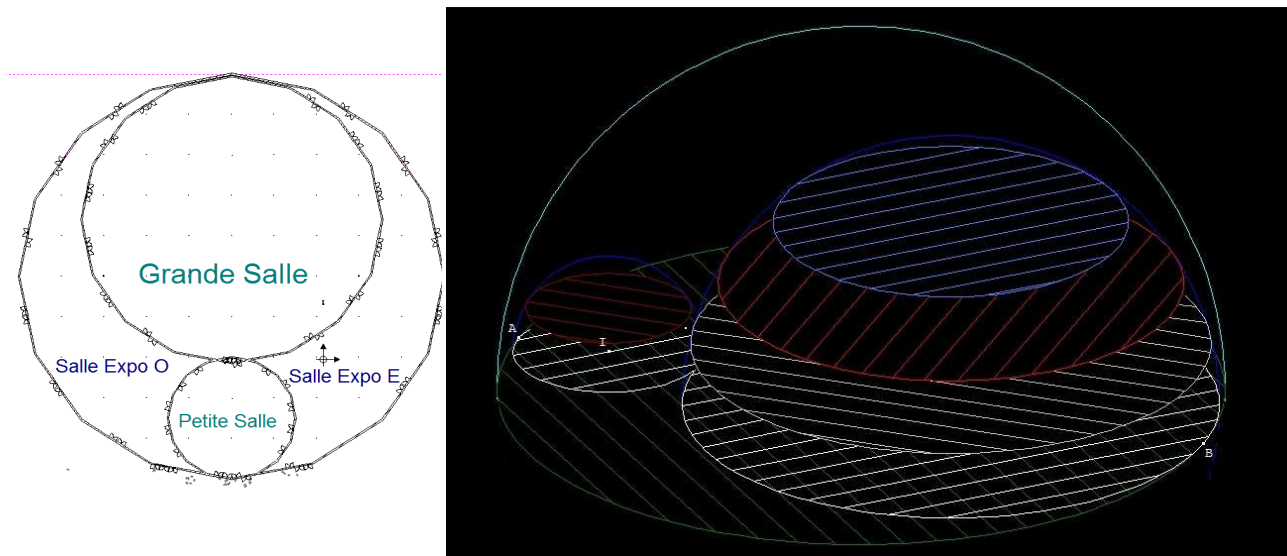 Grande Salle
Salle Expo O
Salle Expo E
Petite Salle
A
I
B